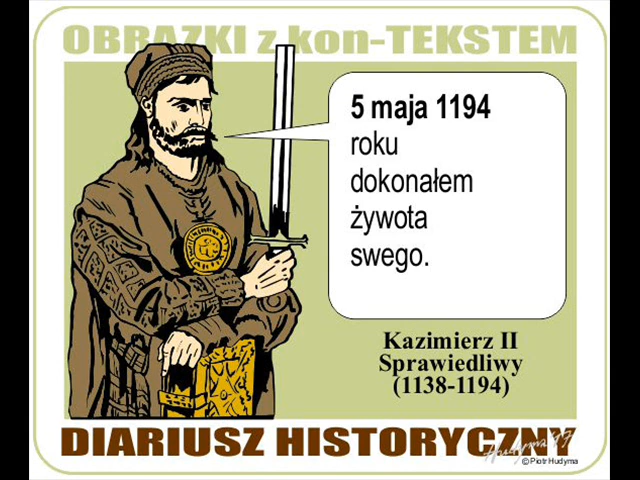 OBRAZKI z kon-TEKSTEM
5 maja 1194
roku
dokonałem
żywota
swego.
Kazimierz II
Sprawiedliwy
(1138-1194)
DIARIUSZ HISTORYCZNY
© Piotr Hudyma